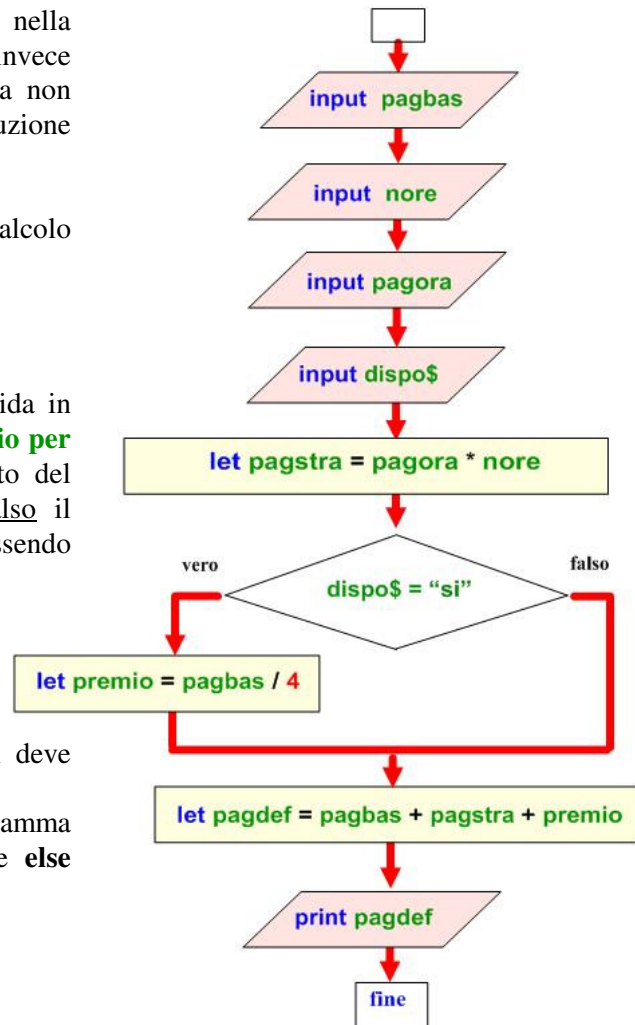 nella
invece
a non
uzione
alcolo
ida in
io per
to del
also il
ssendo
deve
amma
e else
input pagbas
input nore
input pagora
input dispo$
let pagstra = pagora * nore
vero
falso
dispo$ = “si”
let premio = pagbas / 4
let pagdef = pagbas + pagstra + premio
print pagdef
fine